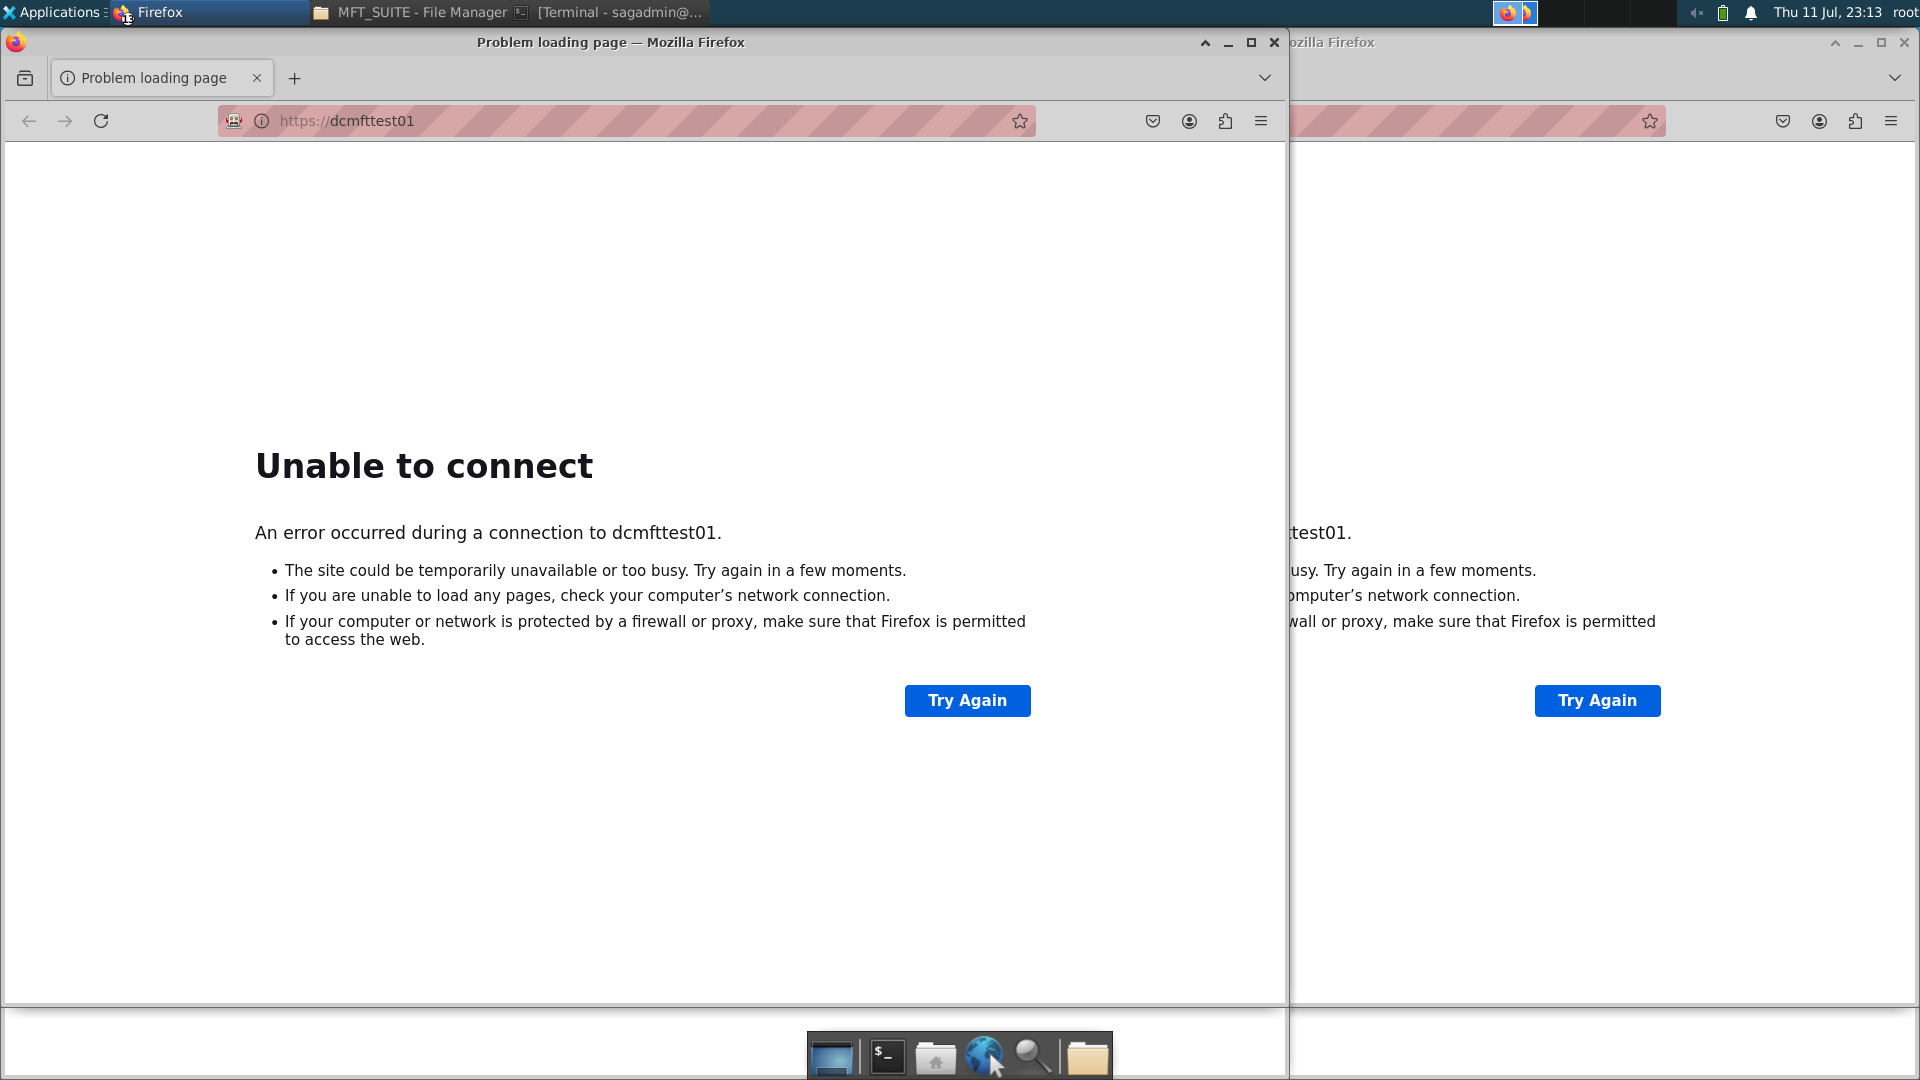 Applications
Firefox
MFT_SUITE - File Manager
[Terminal - sagadmin@...
Thu 11 Jul, 23:13
root
Problem loading page — Mozilla Firefox
ozilla Firefox
Problem loading page
https://dcmfttest01
Unable to connect
An error occurred during a connection to dcmfttest01.
• The site could be temporarily unavailable or too busy. Try again in a few moments.
• If you are unable to load any pages, check your computer’s network connection.
• If your computer or network is protected by a firewall or proxy, make sure that Firefox is permitted
to access the web.
Try Again
ttest01.
usy. Try again in a few moments.
omputer’s network connection.
wall or proxy, make sure that Firefox is permitted
Try Again
$_